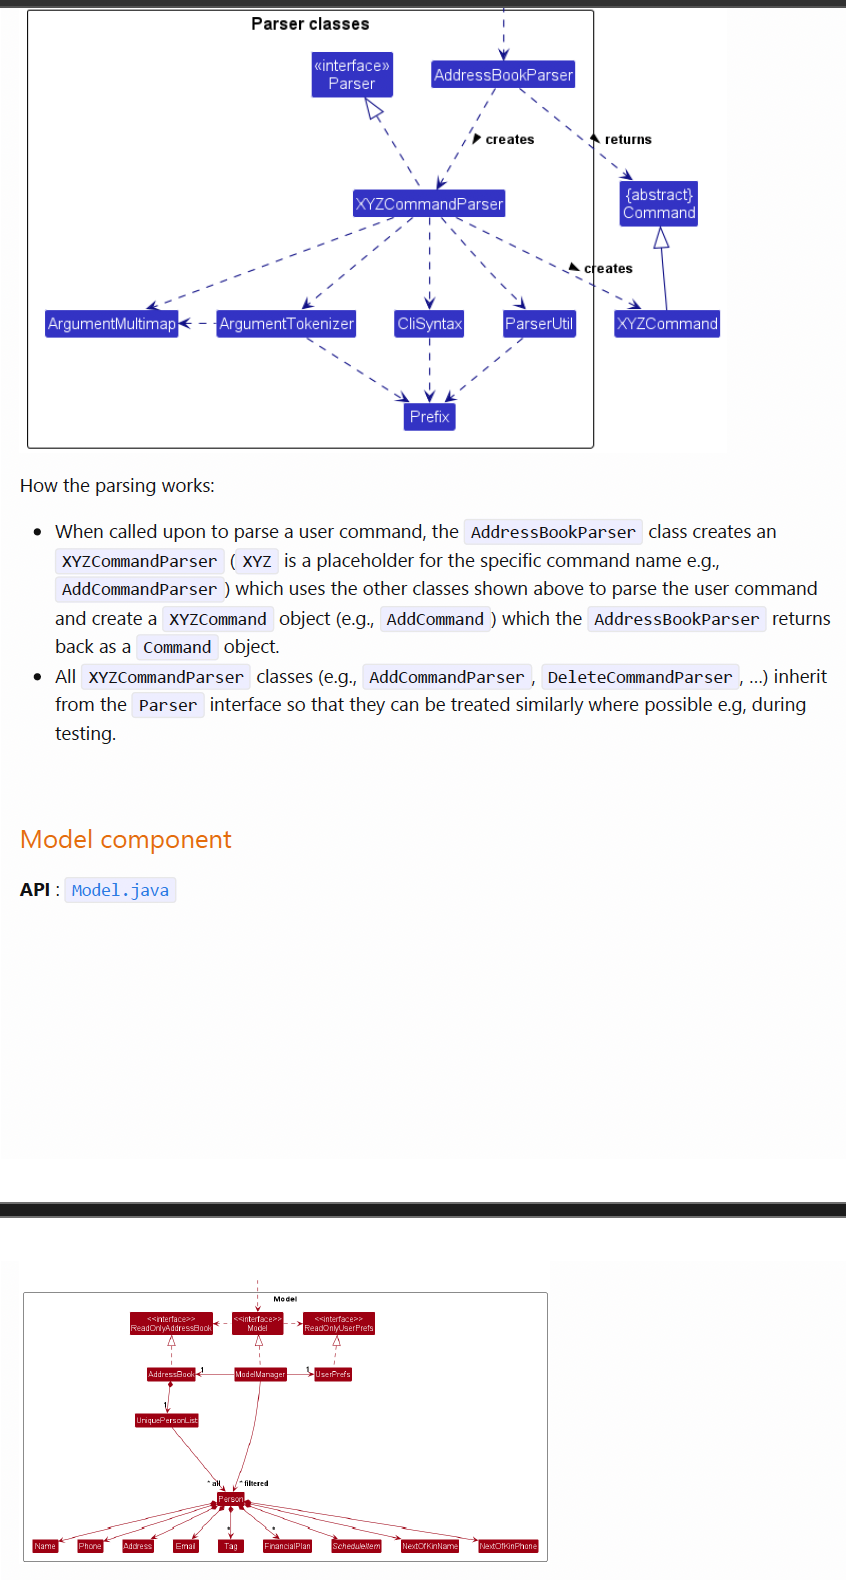 Parser classes
«interface»
Parser
AddressBookParser
creates
returns
XYZCommandParser
{abstract}
Command
creates
ArgumentMultimap
ArgumentTokenizer
CliSyntax
ParserUtil
XYZCommand
Prefix
How the parsing works:
• When called upon to parse a user command, the AddressBookParser class creates an
XYZCommandParser ( XYZ is a placeholder for the specific command name e.g.,
AddCommandParser ) which uses the other classes shown above to parse the user command
and create a XYZCommand object (e.g., AddCommand ) which the AddressBookParser returns
back as a Command object.
• All XYZCommandParser classes (e.g., AddCommandParser , DeleteCommandParser , ...) inherit
from the Parser interface so that they can be treated similarly where possible e.g, during
testing.
Model component
API : Model.java
Model
<<interface>>
ReadOnlyAddressBook
<<interface>>
Model
<<interface>>
ReadOnlyUserPrefs
AddressBook
1
ModelManager
1
UserPrefs
1
UniquePersonList
* all
* filtered
Person
*
*
Name
Phone
Address
Email
Tag
FinancialPlan
ScheduleItem
NextOfKinName
NextOfKinPhone